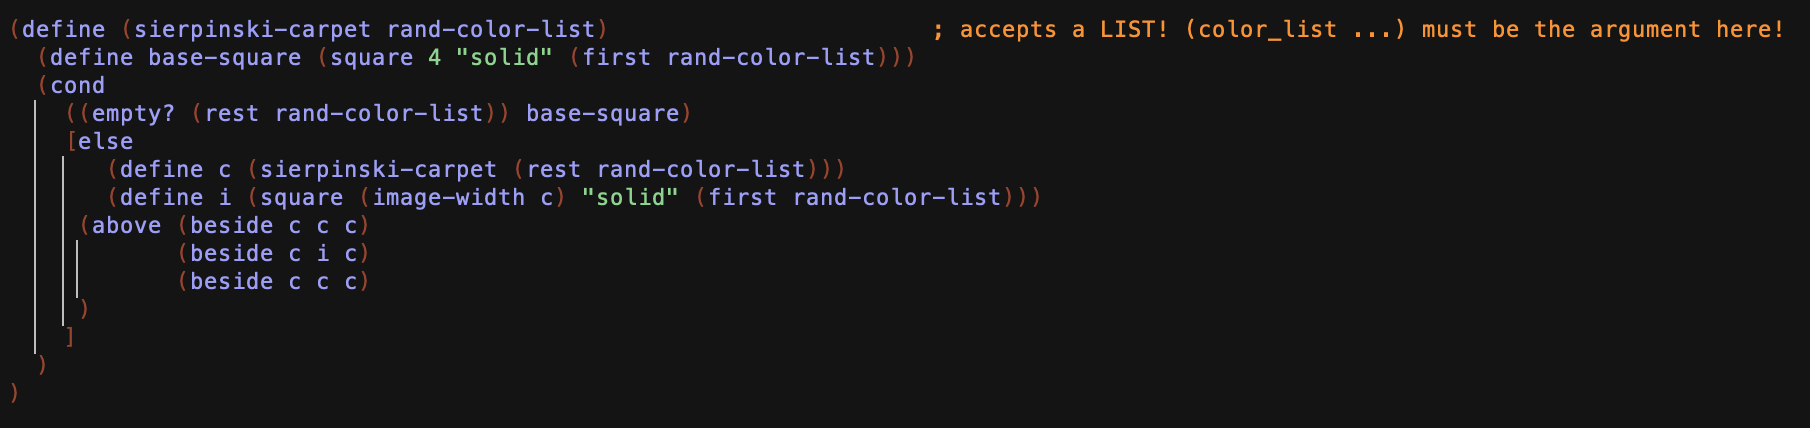 (define (sierpinski-carpet rand-color-list)                       ; accepts a LIST! (color_list ...) must be the argument here!
  (define base-square (square 4 "solid" (first rand-color-list)))
  (cond
    ((empty? (rest rand-color-list)) base-square)
    [else
       (define c (sierpinski-carpet (rest rand-color-list)))
       (define i (square (image-width c) "solid" (first rand-color-list)))
     (above (beside c c c)
            (beside c i c)
            (beside c c c)
     )
    ]
  )
)